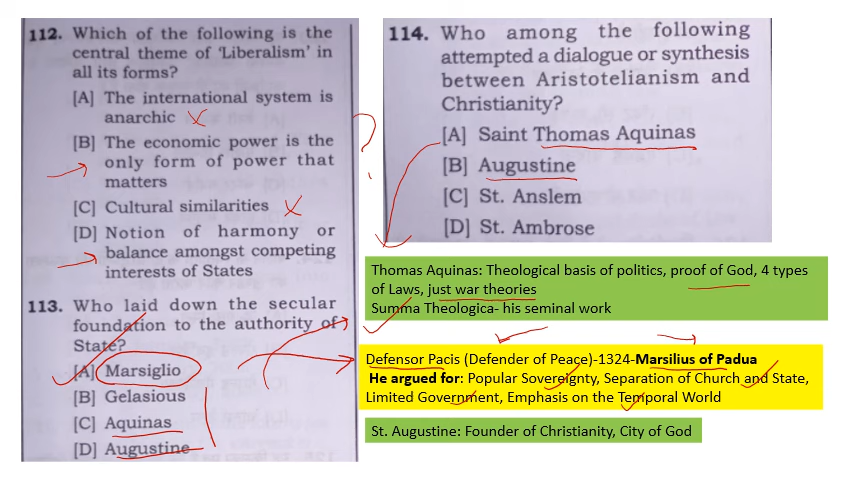 112. Which of the following is the
central theme of 'Liberalism' in
all its forms?
[A] The international system is
anarchic
[B] The economic power is the
only form of power that
matters
[C] Cultural similarities
[D] Notion of harmony or
balance amongst competing
interests of States
113. Who laid down the secular
foundation to the authority of
State?
[A] Marsiglio
[B] Gelasious
[C] Aquinas
[D] Augustine
114. Who among the following
attempted a dialogue or synthesis
between Aristotelianism and
Christianity?
[A] Saint Thomas Aquinas
[B] Augustine
[C] St. Anslem
[D] St. Ambrose
Thomas Aquinas: Theological basis of politics, proof of God, 4 types
of Laws, just war theories
Summa Theologica- his seminal work
Defensor Pacis (Defender of Peace)-1324-Marsilius of Padua
He argued for: Popular Sovereignty, Separation of Church and State,
Limited Government, Emphasis on the Temporal World
St. Augustine: Founder of Christianity, City of God